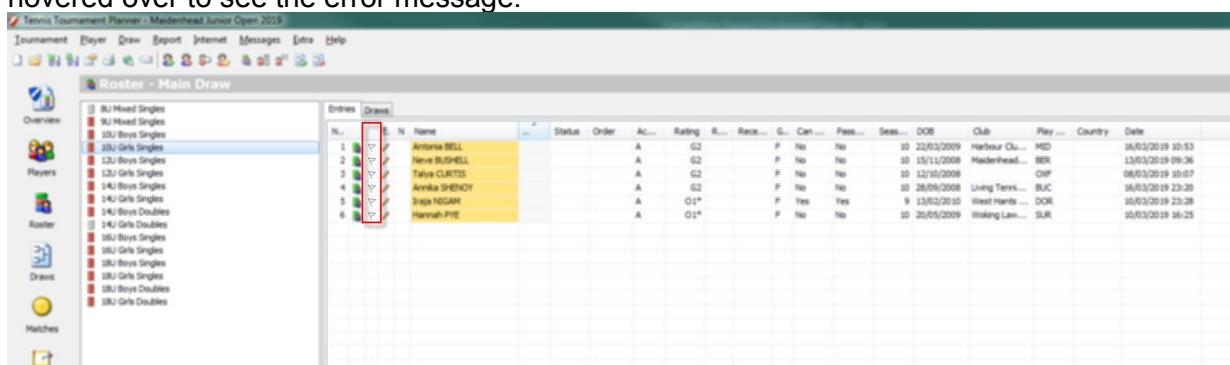 hovered over to see the error message.
Tennis Tournament Planner - Maidenhead Junior Open 2019
Tournament Player Draw Report Internet Messages Extra Help
Roster - Main Draw
Overview
Players
Roster
Draws
Matches
8U Mixed Singles
9U Mixed Singles
10U Boys Singles
10U Girls Singles
12U Boys Singles
12U Girls Singles
14U Boys Singles
14U Girls Singles
14U Boys Doubles
14U Girls Doubles
16U Boys Singles
16U Girls Singles
18U Boys Singles
18U Girls Singles
18U Boys Doubles
18U Girls Doubles
Entries Draws
N... E. N Name ... Status Order Ac... Rating R... Rece... G.. Can ... Pass... Seas... DOB Club Play ... Country Date
1 Antonia BELL A G2 F No No 10 22/03/2009 Harbour Clu... MID 16/03/2019 10:53
2 Neve BUSHELL A G2 F No No 10 15/11/2008 Maidenhead... BER 13/03/2019 09:36
3 Talya CURTIS A G2 F No No 10 12/10/2008 OXF 08/03/2019 10:07
4 Annika SHENOY A G2 F No No 10 28/09/2008 Living Tenni... BUC 16/03/2019 23:20
5 Iraja NIGAM A O1* F Yes Yes 9 13/02/2010 West Hants ... DOR 10/03/2019 23:28
6 Hannah PYE A O1* F No No 10 20/05/2009 Woking Law... SUR 10/03/2019 16:25